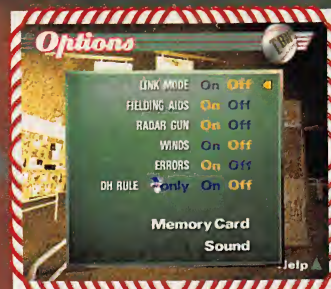 Options
LINK MODE On Off
FIELDING AIDS On Off
RADAR GUN On Off
WINDS On Off
ERRORS On Off
DH RULE only On Off
Memory Card
Sound